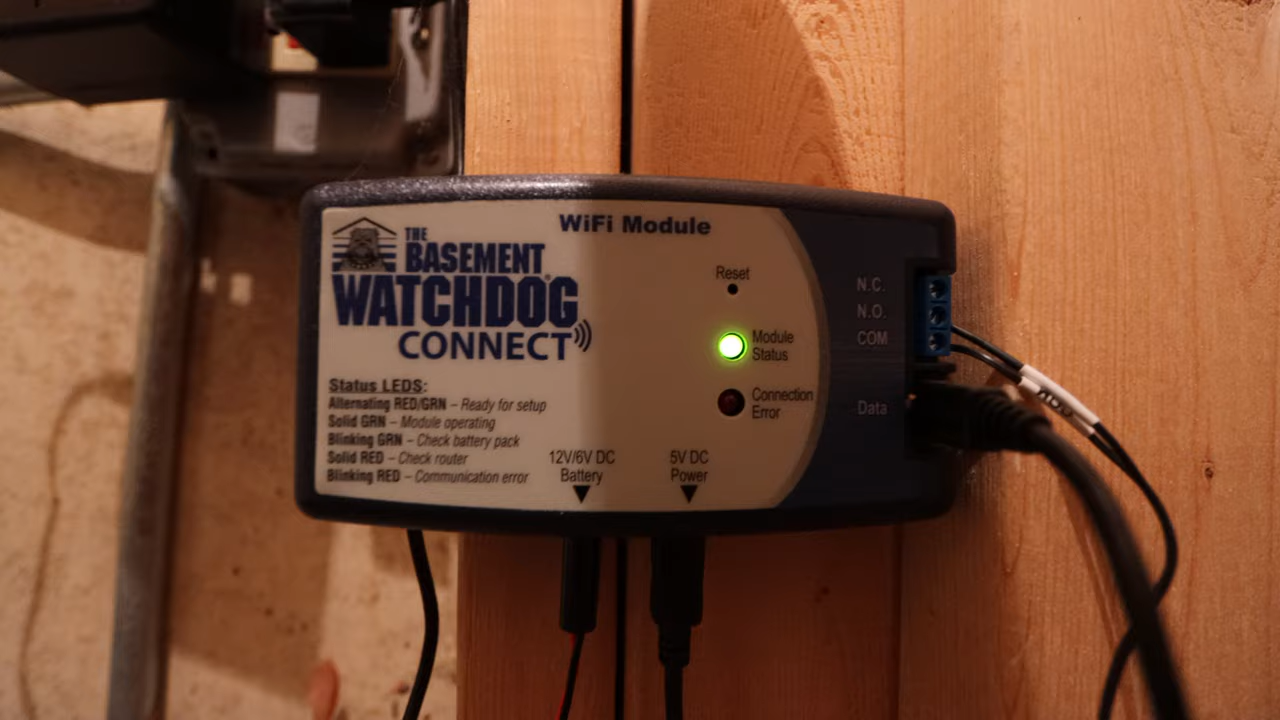 WiFi Module
THE
BASEMENT
WATCHDOG
CONNECT
Reset
Module
Status
Connection
Error
Status LEDS:
Alternating RED/GRN – Ready for setup
Solid GRN – Module operating
Blinking GRN – Check battery pack
Solid RED – Check router
Blinking RED – Communication error
12V/6V DC
Battery
5V DC
Power
N.C.
N.O.
COM
Data